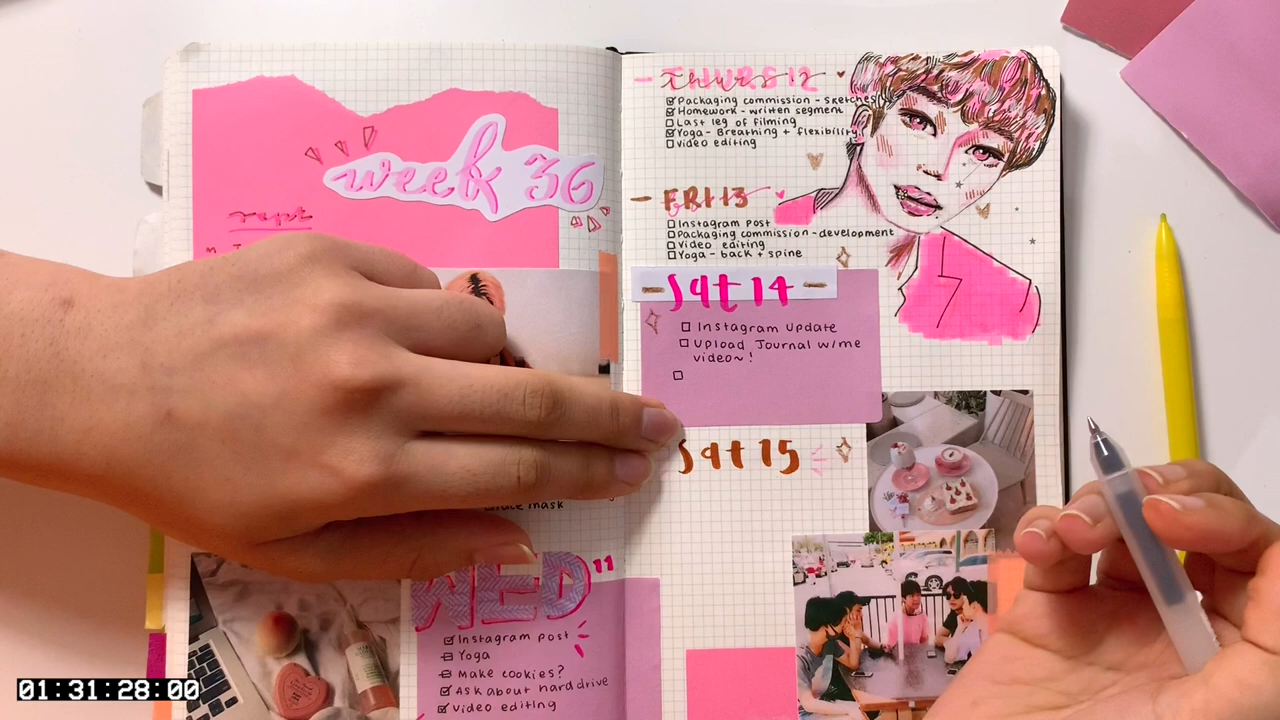 week 36
sept
THURS 12
Packaging commission - sketches
Homework - written segment
Last leg of filming
Yoga - Breathing + flexibility
Video editing
FRI 13
Instagram post
Packaging commission - development
Video editing
Yoga - back + spine
Sat 14
Instagram update
Upload Journal w/me
video~!
Sat 15
face mask
WED 11
Instagram post
Yoga
Make cookies?
Ask about hard drive
Video editing
01:31:28:00